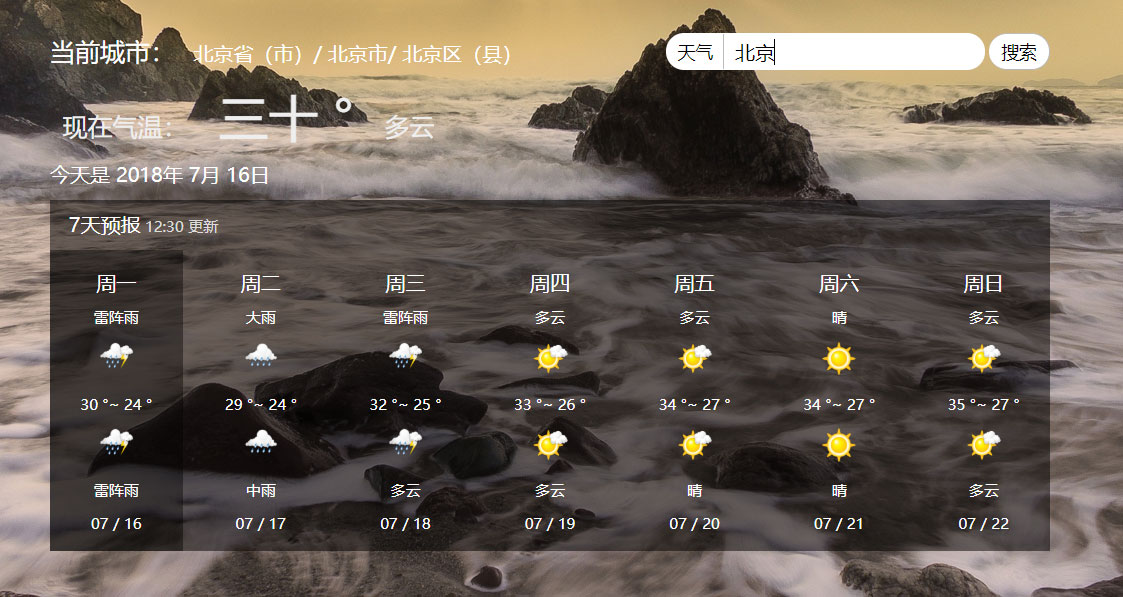 当前城市： 北京省（市）/ 北京市/ 北京区（县） 天气 北京 搜索
现在气温： 三十 ° 多云
今天是 2018年 7月 16日
7天预报 12:30 更新
周一 周二 周三 周四 周五 周六 周日
雷阵雨 大雨 雷阵雨 多云 多云 晴 多云
30 °~ 24 ° 29 °~ 24 ° 32 °~ 25 ° 33 °~ 26 ° 34 °~ 27 ° 34 °~ 27 ° 35 °~ 27 °
雷阵雨 中雨 多云 多云 晴 晴 多云
07 / 16 07 / 17 07 / 18 07 / 19 07 / 20 07 / 21 07 / 22